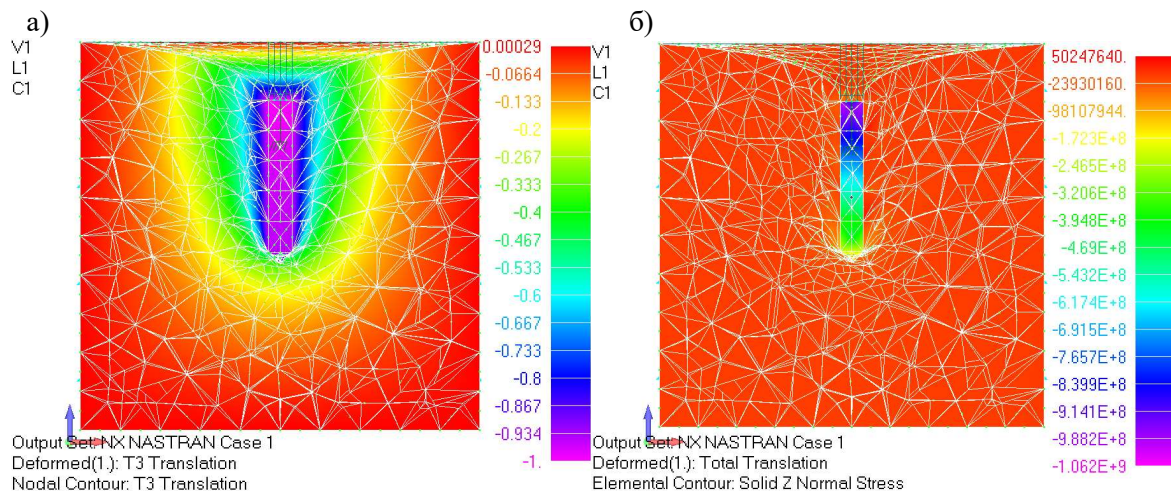 а)
V1
L1
C1
0.00029
-0.0664
-0.133
-0.2
-0.267
-0.333
-0.4
-0.467
-0.533
-0.6
-0.667
-0.733
-0.8
-0.867
-0.934
-1.
Output Set: NX NASTRAN Case 1
Deformed(1.): T3 Translation
Nodal Contour: T3 Translation
б)
V1
L1
C1
50247640.
-23930160.
-98107944.
-1.723E+8
-2.465E+8
-3.206E+8
-3.948E+8
-4.69E+8
-5.432E+8
-6.174E+8
-6.915E+8
-7.657E+8
-8.399E+8
-9.141E+8
-9.882E+8
-1.062E+9
Output Set: NX NASTRAN Case 1
Deformed(1.): Total Translation
Elemental Contour: Solid Z Normal Stress